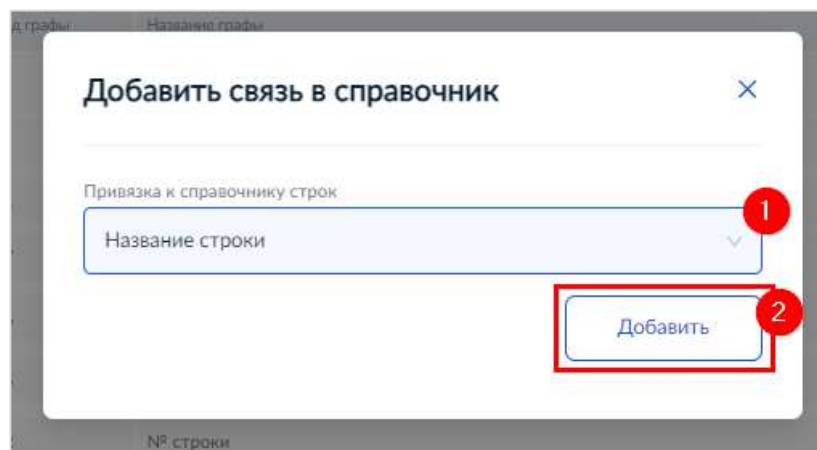 д графы Название графы
Добавить связь в справочник
Привязка к справочнику строк
1
Название строки
2
Добавить
№ строки